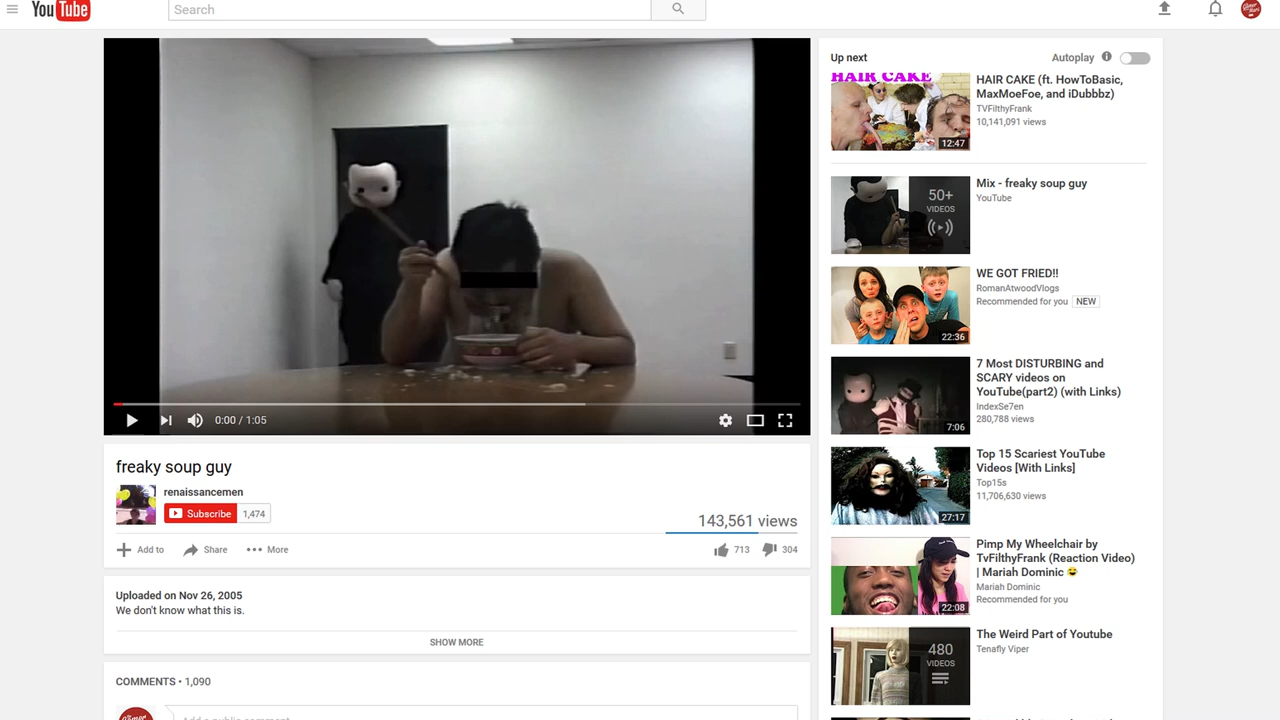 YouTube
Search
0:00 / 1:05
freaky soup guy
renaissancemen
Subscribe 1,474
143,561 views
Add to Share More
713 304
Uploaded on Nov 26, 2005
We don't know what this is.
SHOW MORE
COMMENTS • 1,090
Add a public comment
Up next Autoplay
HAIR CAKE
12:47
HAIR CAKE (ft. HowToBasic,
MaxMoeFoe, and iDubbbz)
TVFilthyFrank
10,141,091 views
50+
VIDEOS
Mix - freaky soup guy
YouTube
22:36
WE GOT FRIED!!
RomanAtwoodVlogs
Recommended for you NEW
7:06
7 Most DISTURBING and
SCARY videos on
YouTube(part2) (with Links)
IndexSe7en
280,788 views
27:17
Top 15 Scariest YouTube
Videos [With Links]
Top15s
11,706,630 views
22:08
Pimp My Wheelchair by
TvFilthyFrank (Reaction Video)
| Mariah Dominic 😂
Mariah Dominic
Recommended for you
480
VIDEOS
The Weird Part of Youtube
Tenafly Viper